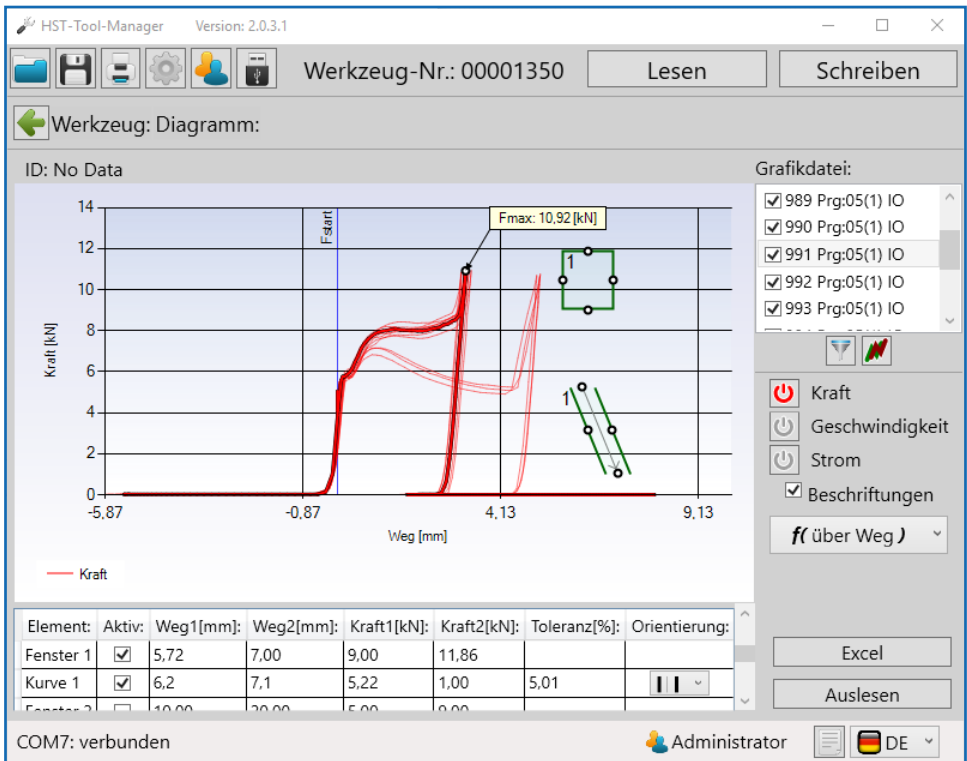 HST-Tool-Manager Version: 2.0.3.1
Werkzeug-Nr.: 00001350 Lesen Schreiben
Werkzeug: Diagramm:
ID: No Data
Grafikdatei:
989 Prg:05(1) IO
990 Prg:05(1) IO
991 Prg:05(1) IO
992 Prg:05(1) IO
993 Prg:05(1) IO
14
12
10
8
6
4
2
0
Kraft [kN]
Fstart
Fmax: 10,92 [kN]
1
1
-5,87 -0,87 4,13 9,13
Weg [mm]
Kraft
Kraft
Geschwindigkeit
Strom
Beschriftungen
f( über Weg )
Element: Aktiv: Weg1[mm]: Weg2[mm]: Kraft1[kN]: Kraft2[kN]: Toleranz[%]: Orientierung:
Fenster 1 5,72 7,00 9,00 11,86
Kurve 1 6,2 7,1 5,22 1,00 5,01
Excel
Auslesen
COM7: verbunden Administrator DE